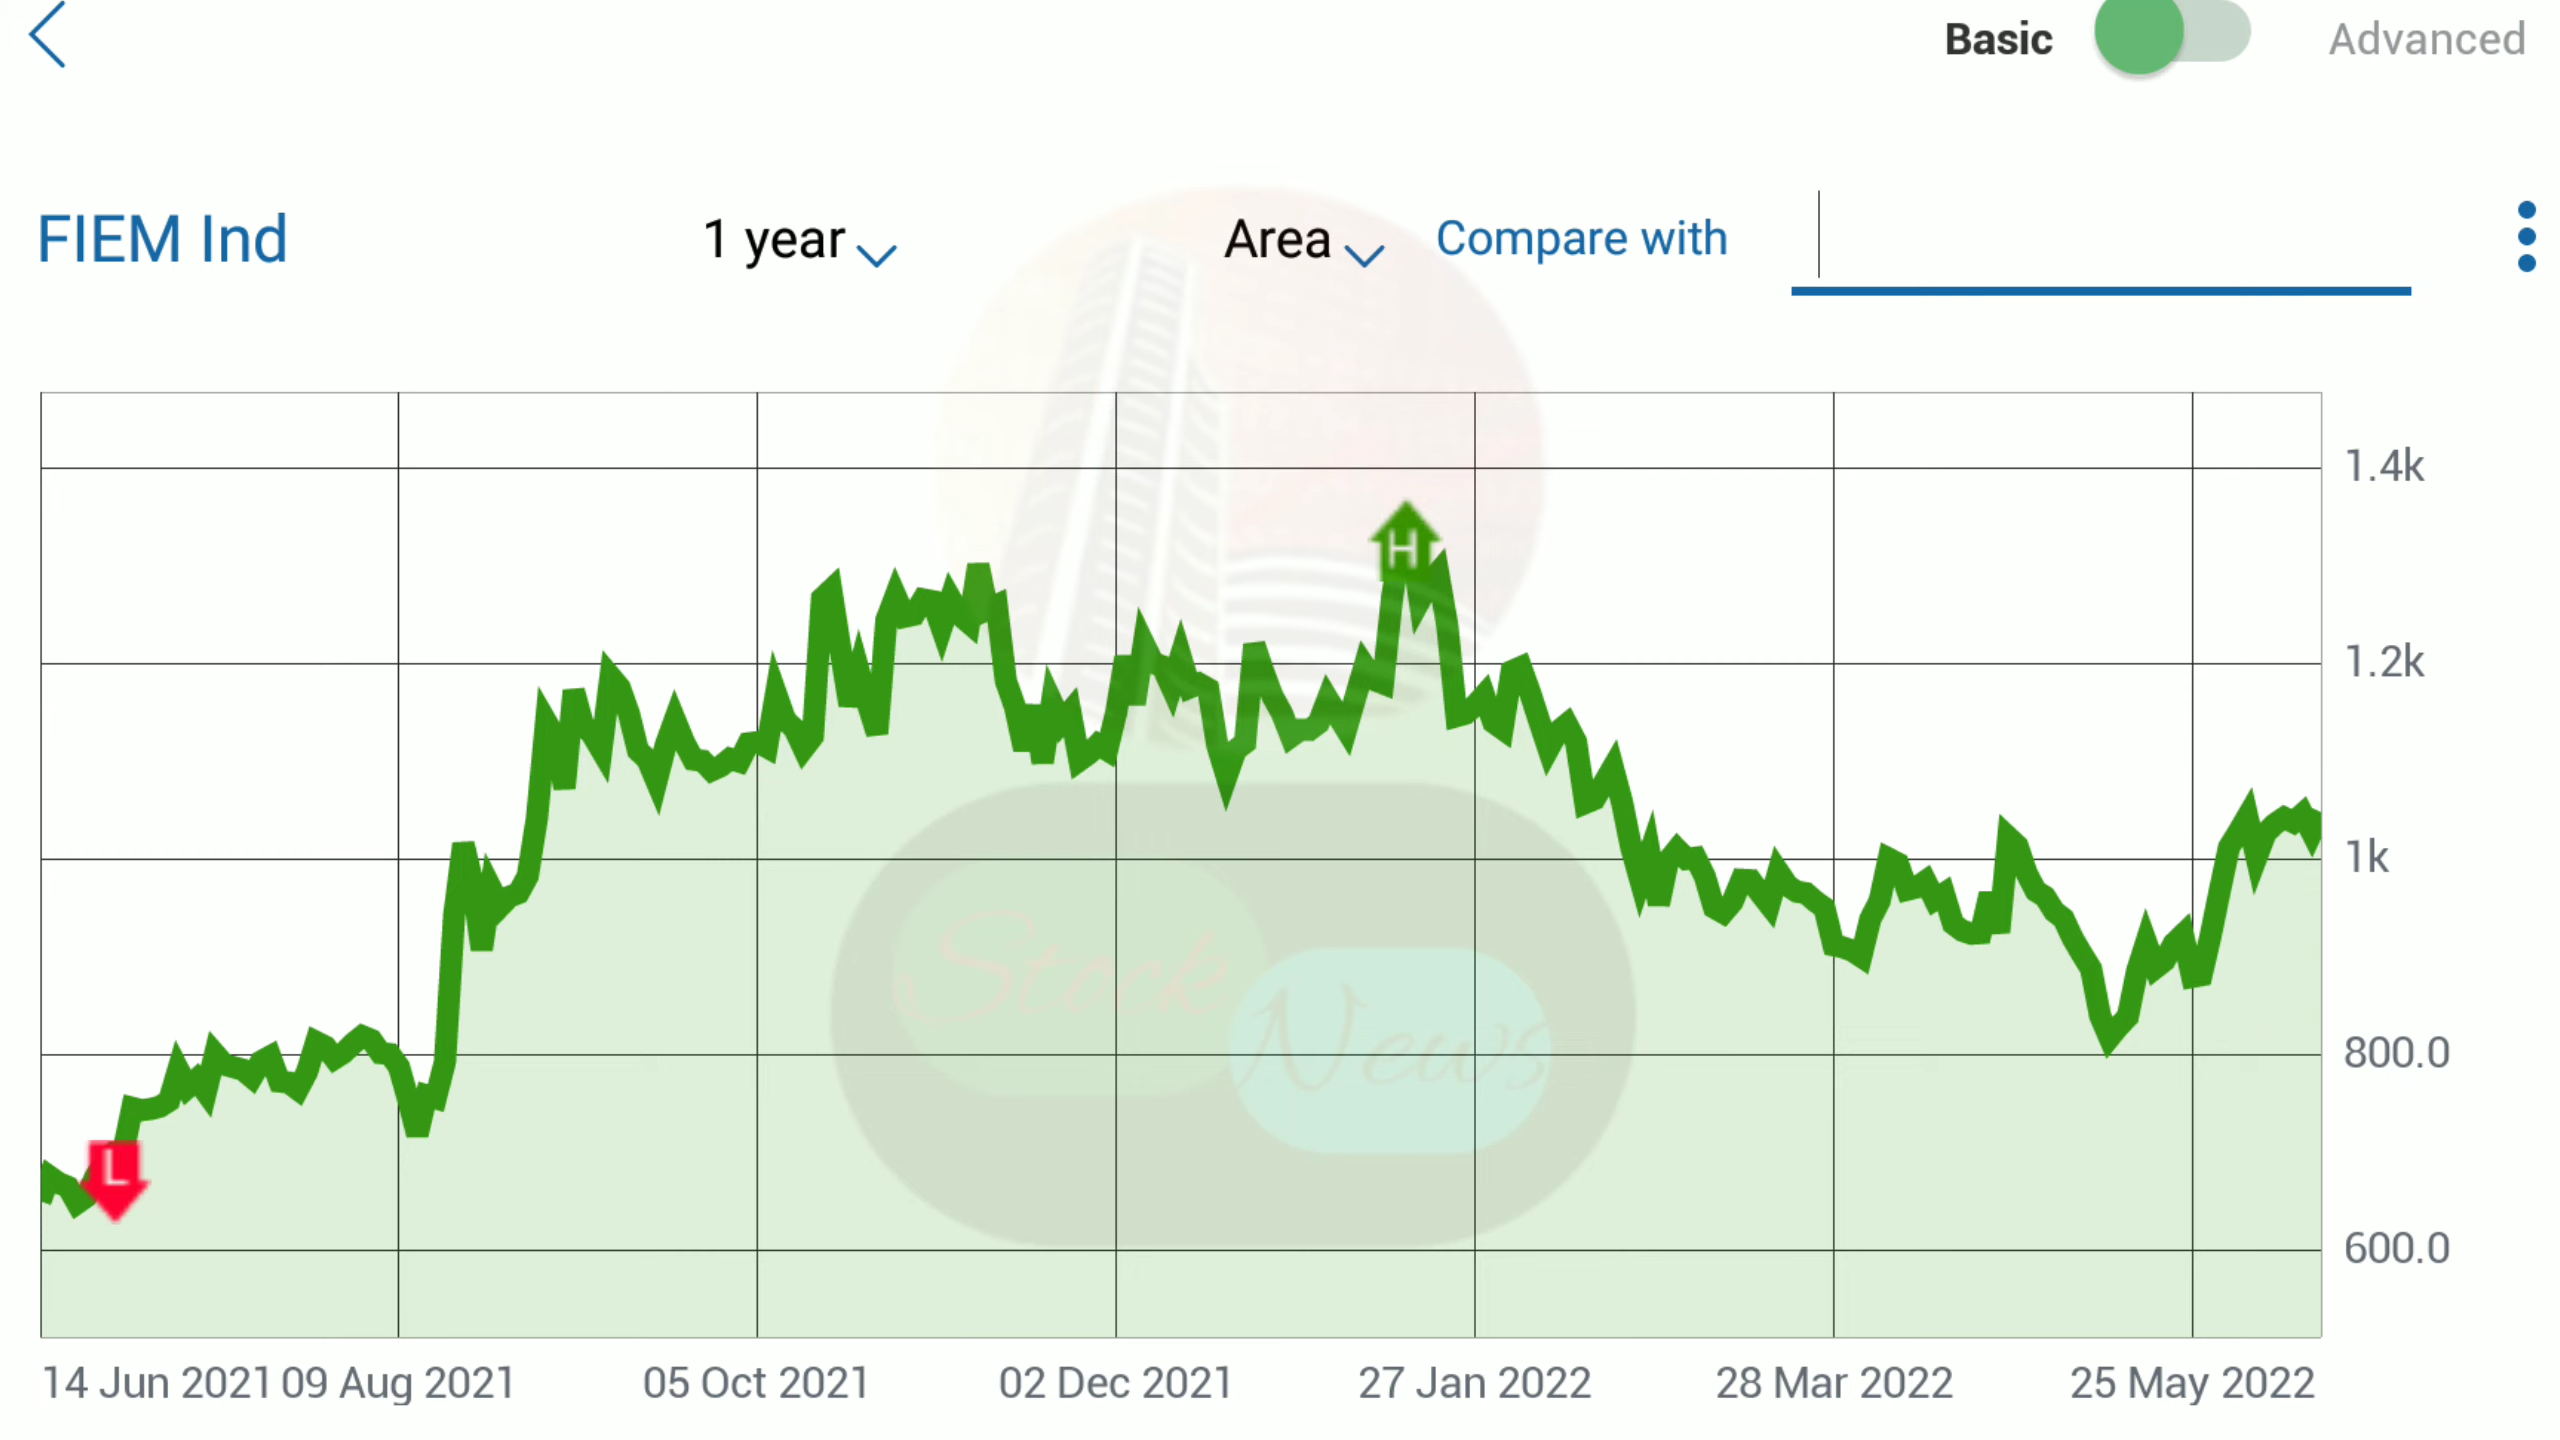 Basic Advanced
FIEM Ind 1 year Area Compare with
1.4k
H
1.2k
1k
Stock
News
800.0
L
600.0
14 Jun 2021 09 Aug 2021 05 Oct 2021 02 Dec 2021 27 Jan 2022 28 Mar 2022 25 May 2022